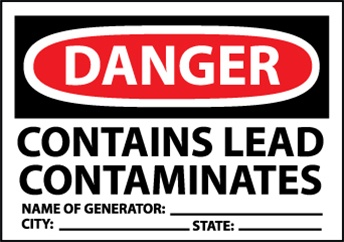 DANGER
CONTAINS LEAD
CONTAMINATES
NAME OF GENERATOR:
CITY: STATE: